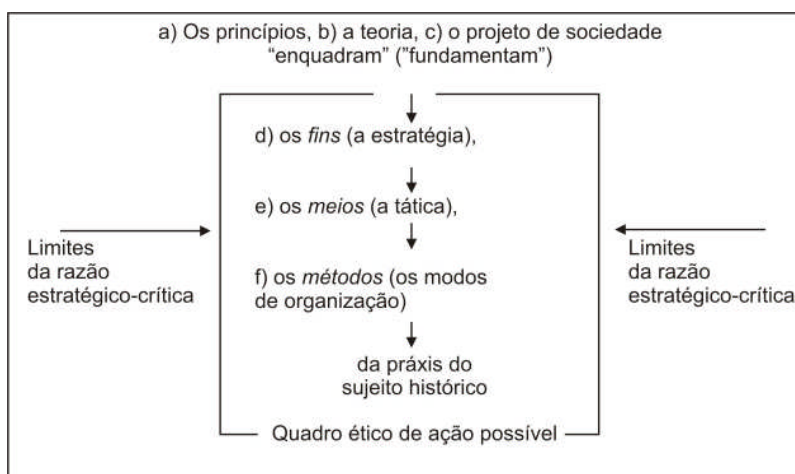 a) Os princípios, b) a teoria, c) o projeto de sociedade
“enquadram” (”fundamentam”)
d) os fins (a estratégia),
e) os meios (a tática),
f) os métodos (os modos
de organização)
da práxis do
sujeito histórico
Quadro ético de ação possível
Limites
da razão
estratégico-crítica
Limites
da razão
estratégico-crítica